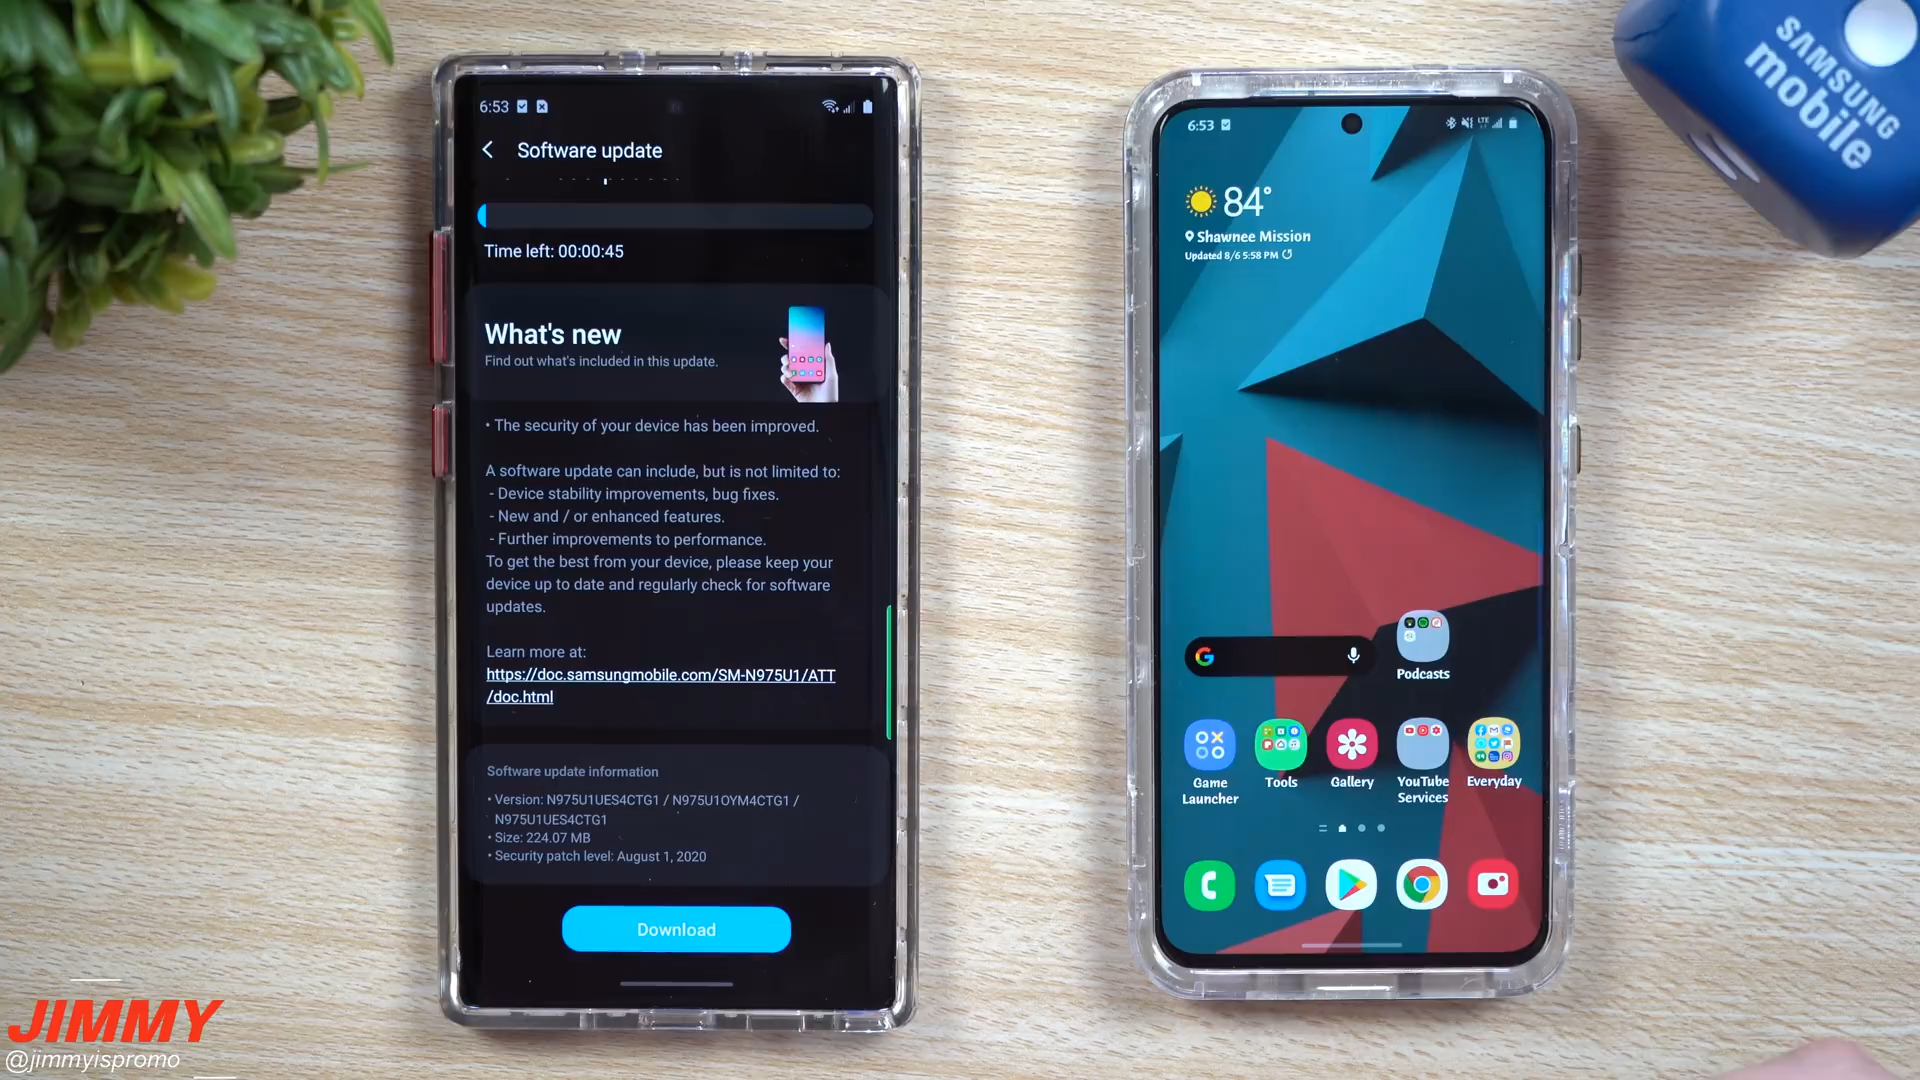 6:53
Software update
Time left: 00:00:45
What's new
Find out what's included in this update.
• The security of your device has been improved.
A software update can include, but is not limited to:
- Device stability improvements, bug fixes.
- New and / or enhanced features.
- Further improvements to performance.
To get the best from your device, please keep your
device up to date and regularly check for software
updates.
Learn more at:
https://doc.samsungmobile.com/SM-N975U1/ATT
/doc.html
Software update information
• Version: N975U1UES4CTG1 / N975U1OYM4CTG1 /
N975U1UES4CTG1
• Size: 224.07 MB
• Security patch level: August 1, 2020
Download
6:53
LTE
84°
Shawnee Mission
Updated 8/6 5:58 PM
Podcasts
Game
Launcher
Tools
Gallery
YouTube
Services
Everyday
SAMSUNG
mobile
JIMMY
@jimmyispromo